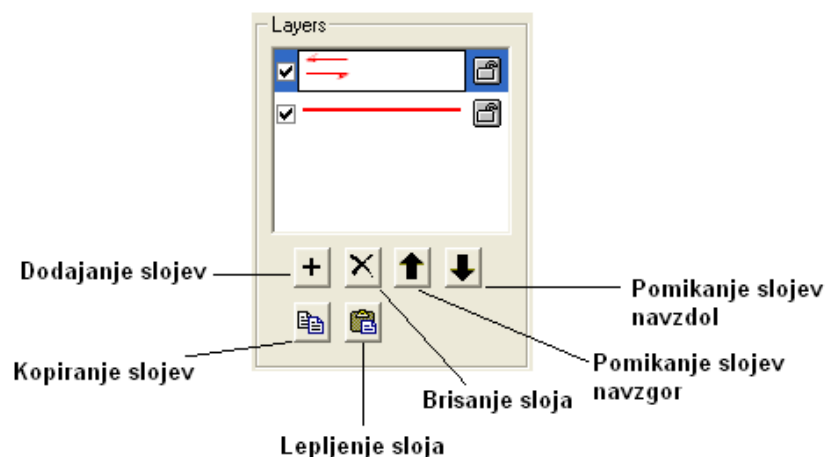 Layers
Dodajanje slojev
Pomikanje slojev
navzdol
Kopiranje slojev
Pomikanje slojev
navzgor
Brisanje sloja
Lepljenje sloja